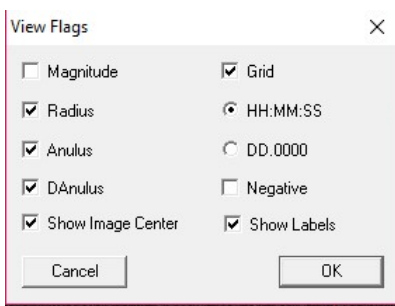 View Flags
Magnitude
Grid
Radius
HH:MM:SS
Anulus
DD.0000
DAnulus
Negative
Show Image Center
Show Labels
Cancel
OK